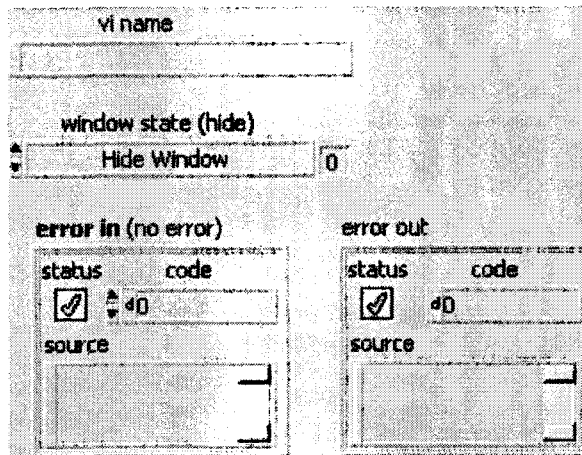 vi name
window state (hide)
Hide Window 0
error in (no error) error out
status code status code
d0 d0
source source